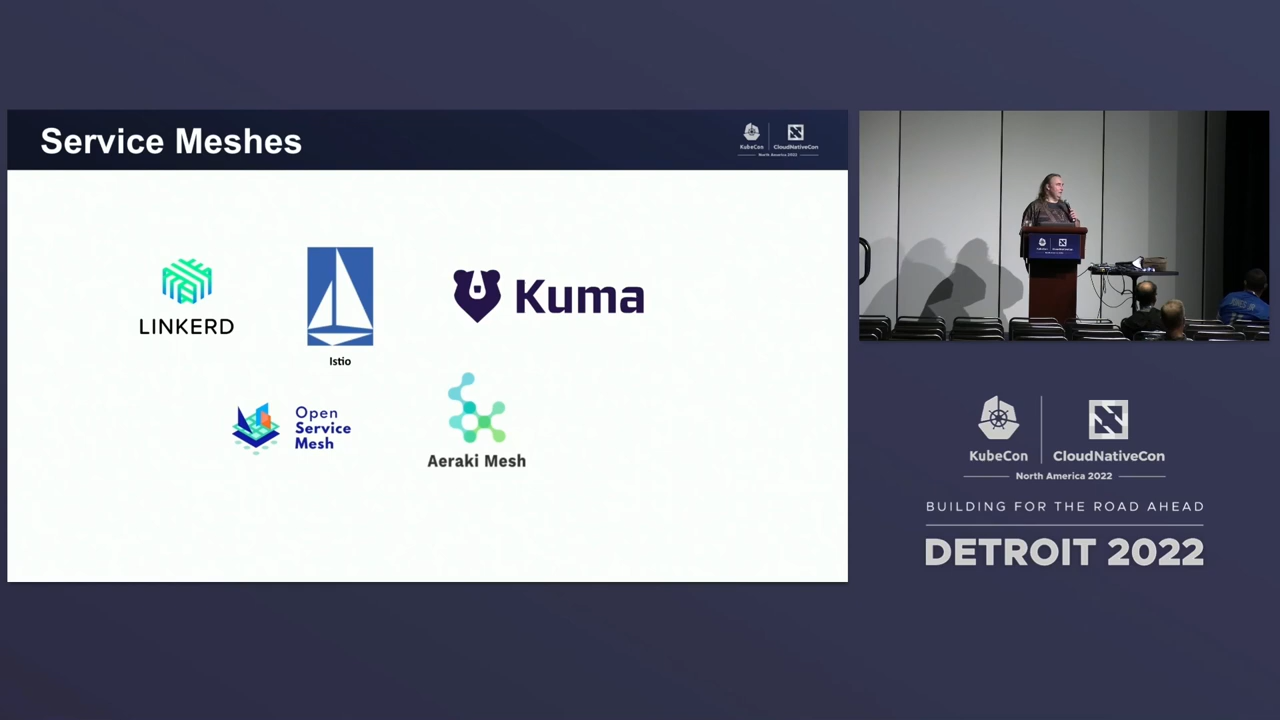 Service Meshes
KubeCon
CloudNativeCon
North America 2022
LINKERD
Istio
Kuma
Open
Service
Mesh
Aeraki Mesh
KubeCon
CloudNativeCon
North America 2022
BUILDING FOR THE ROAD AHEAD
DETROIT 2022